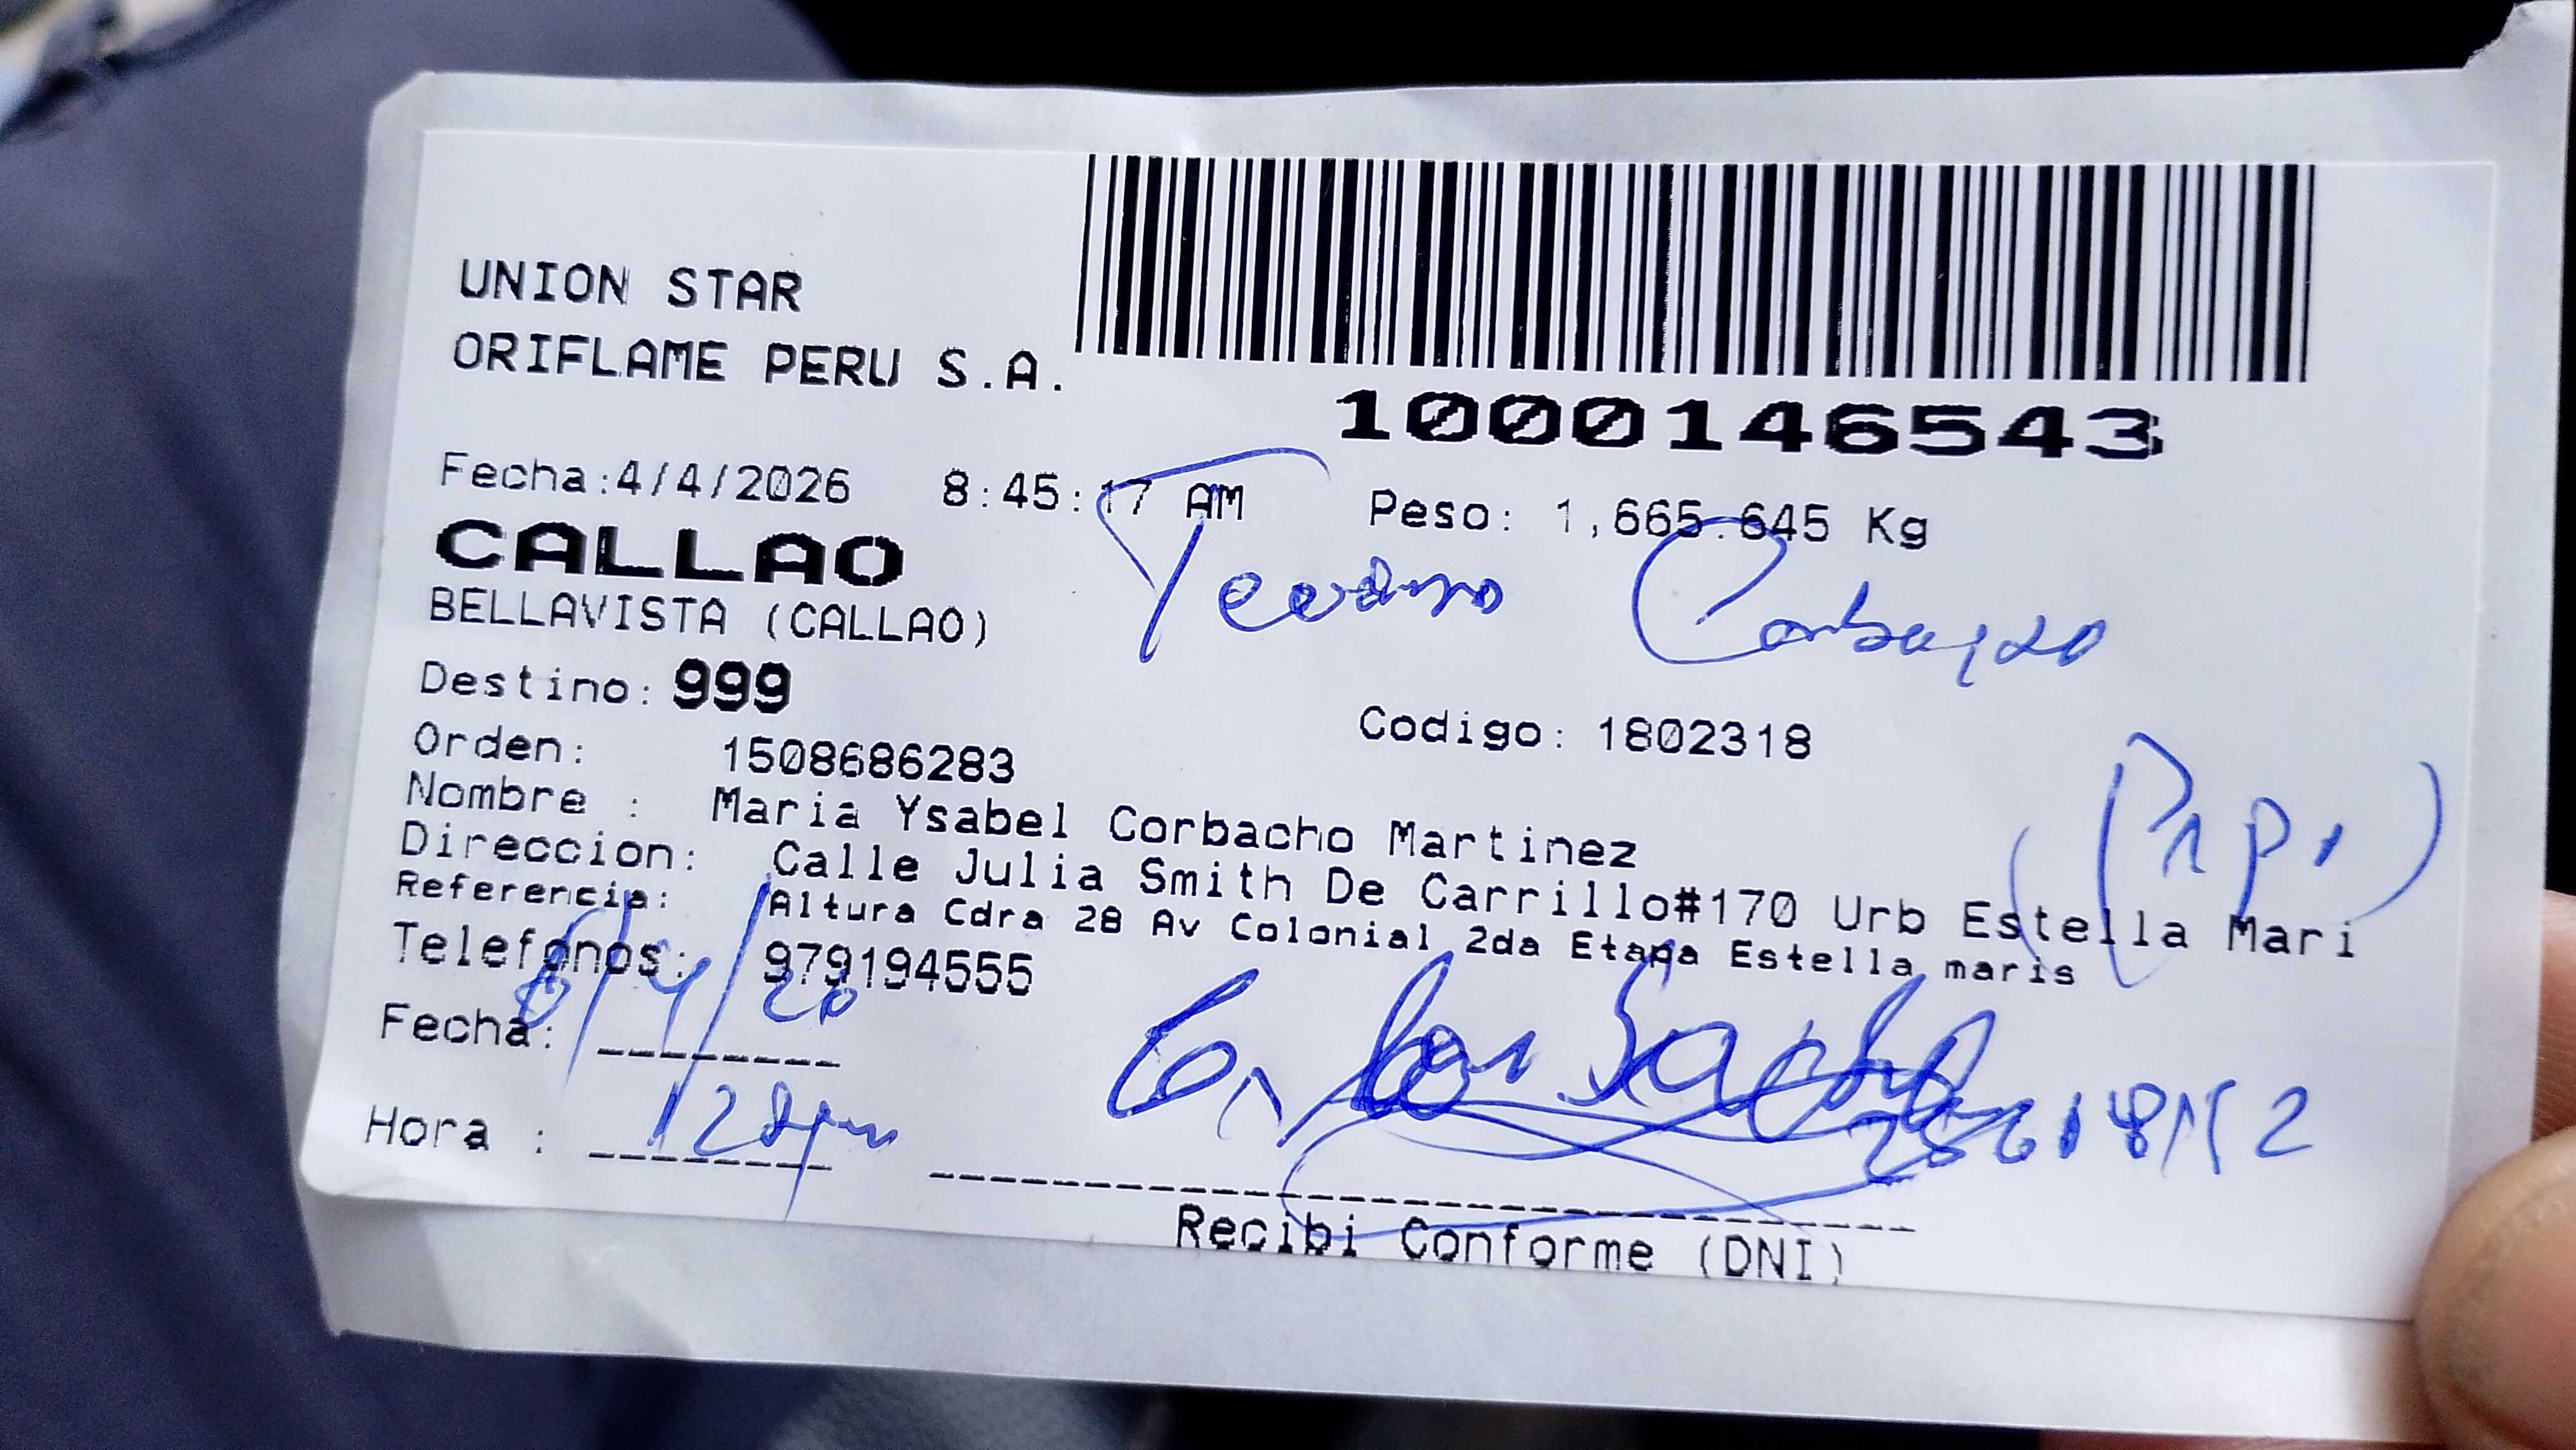 UNION STAR
ORIFLAME PERU S.A.
1000146543
Fecha:4/4/2026 8:45:17 AM Peso: 1,665.645 Kg
CALLAO
BELLAVISTA (CALLAO)
Teodoro
Destino: 999
Codigo: 1802318
Orden: 1508686283
Nombre : Maria Ysabel Corbacho Martinez
Direccion: Calle Julia Smith De Carrillo#170 Urb Estella Mari
Referencia: Altura Cdra 28 Av Colonial 2da Etapa Estella maris
Telefonos: 979194555
Fecha:
Hora :
Recibi Conforme (DNI)